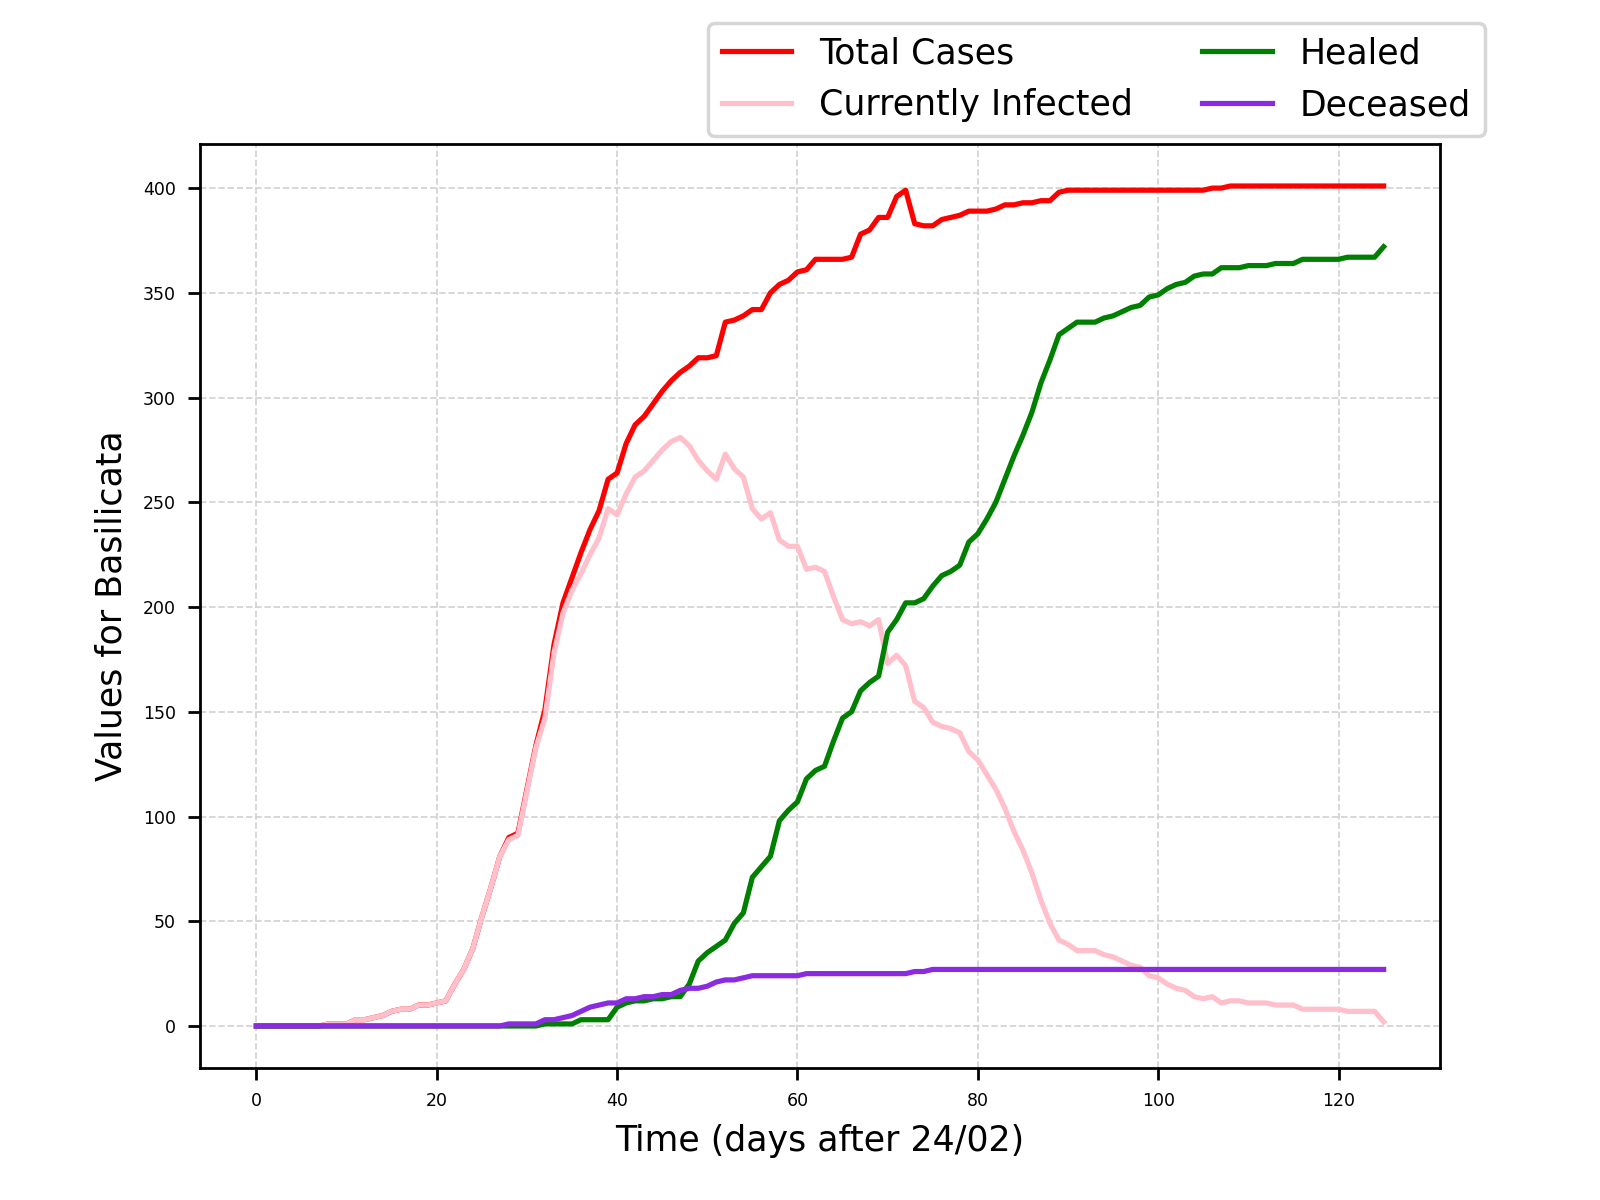 Total Cases
Currently Infected
Healed
Deceased
400
350
300
250
200
150
100
50
0
Values for Basilicata
0 20 40 60 80 100 120
Time (days after 24/02)